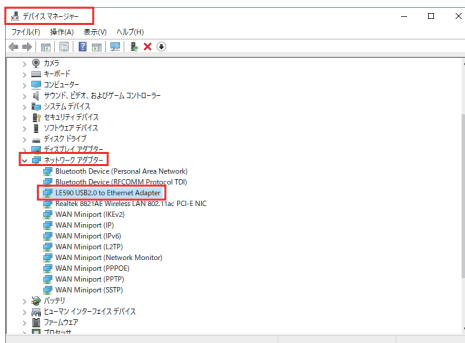 デバイス マネージャー
ファイル(F) 操作(A) 表示(V) ヘルプ(H)
カメラ
キーボード
コンピューター
サウンド、ビデオ、およびゲーム コントローラー
システム デバイス
セキュリティ デバイス
ソフトウェア デバイス
ディスク ドライブ
ディスプレイ アダプター
ネットワーク アダプター
Bluetooth Device (Personal Area Network)
Bluetooth Device (RFCOMM Protocol TDI)
LE590 USB2.0 to Ethernet Adapter
Realtek 8821AE Wireless LAN 802.11ac PCI-E NIC
WAN Miniport (IKEv2)
WAN Miniport (IP)
WAN Miniport (IPv6)
WAN Miniport (L2TP)
WAN Miniport (Network Monitor)
WAN Miniport (PPPOE)
WAN Miniport (PPTP)
WAN Miniport (SSTP)
バッテリ
ヒューマン インターフェイス デバイス
ファームウェア
プロセッサ